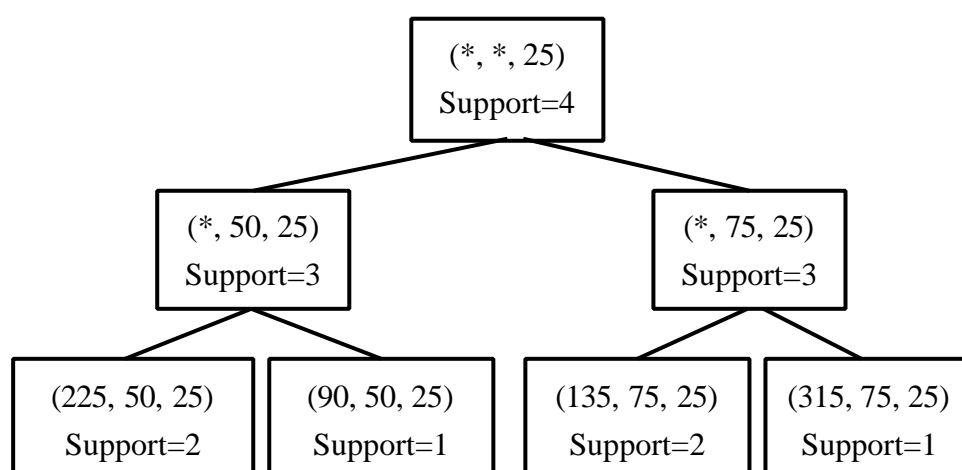 (*, *, 25)
Support=4
(*, 50, 25)
Support=3
(*, 75, 25)
Support=3
(225, 50, 25)
Support=2
(90, 50, 25)
Support=1
(135, 75, 25)
Support=2
(315, 75, 25)
Support=1